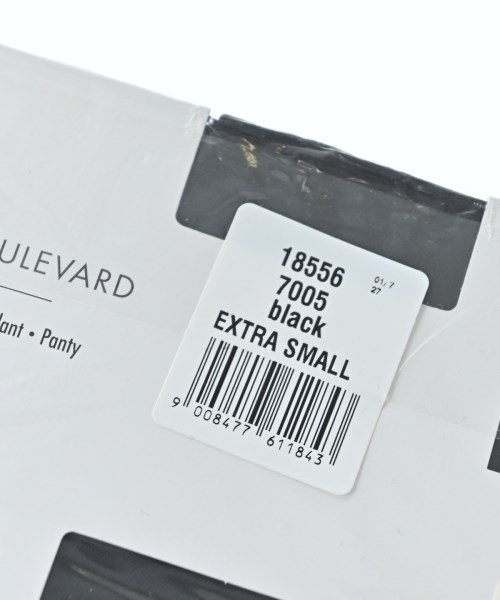 ULEVARD
lant • Panty
18556
7005
black
EXTRA SMALL
01/7
27
9 008477 611843